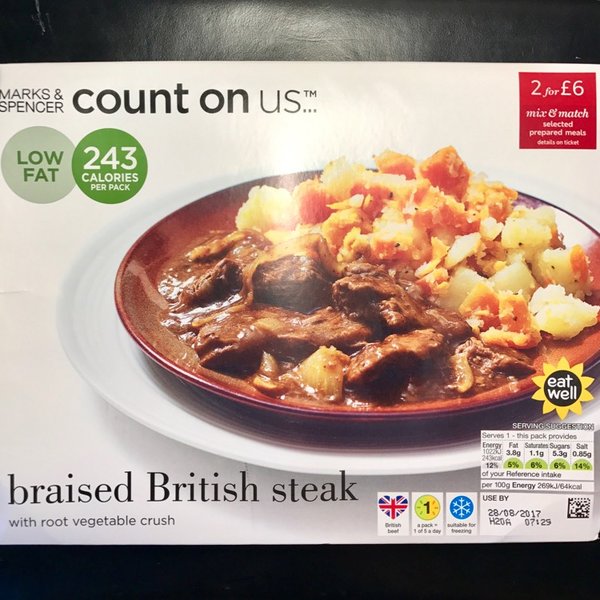 MARKS &
SPENCER
count on us...™
LOW
FAT
243
CALORIES
PER PACK
2 for £6
mix & match
selected
prepared meals
details on ticket
eat
well
SERVING SUGGESTION
Serves 1 - this pack provides
Energy Fat Saturates Sugars Salt
1022kJ 3.8g 1.1g 5.3g 0.85g
243kcal
12% 5% 6% 6% 14%
of your Reference intake
per 100g Energy 269kJ/64kcal
braised British steak
with root vegetable crush
British
beef
1
a pack =
1 of 5 a day
suitable for
freezing
USE BY
28/08/2017
H20A 07:29